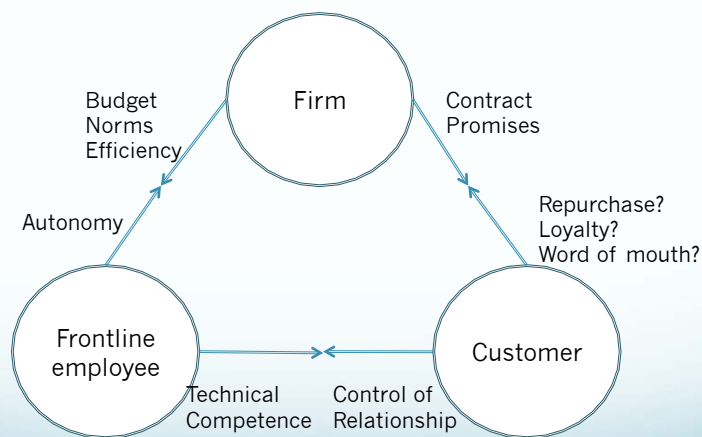 Firm
Budget
Norms
Efficiency
Contract
Promises
Autonomy
Repurchase?
Loyalty?
Word of mouth?
Frontline
employee
Customer
Technical
Competence
Control of
Relationship